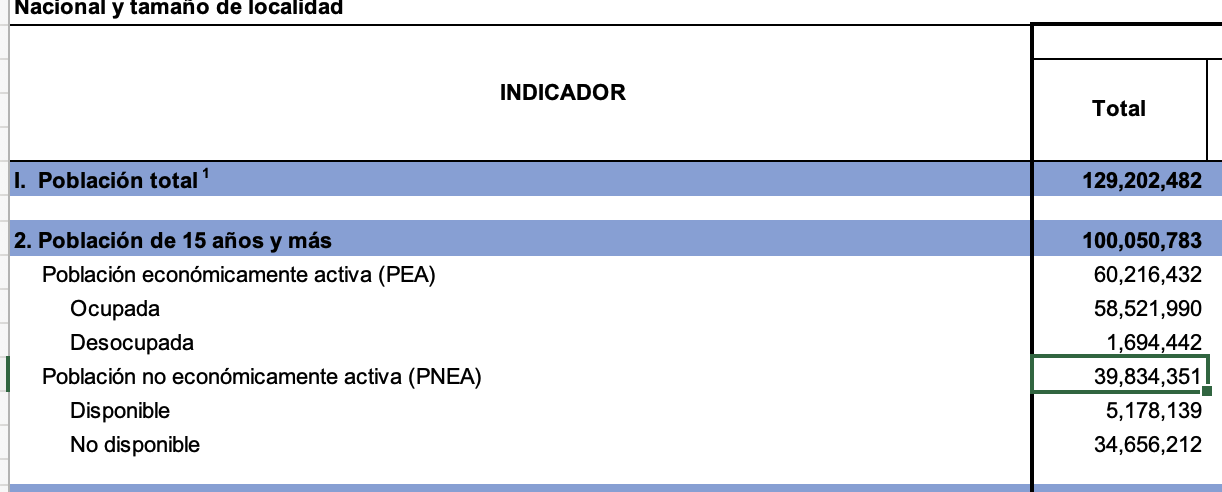 Nacional y tamaño de localidad
INDICADOR
Total
I. Población total 1 129,202,482
2. Población de 15 años y más 100,050,783
Población económicamente activa (PEA) 60,216,432
Ocupada 58,521,990
Desocupada 1,694,442
Población no económicamente activa (PNEA) 39,834,351
Disponible 5,178,139
No disponible 34,656,212